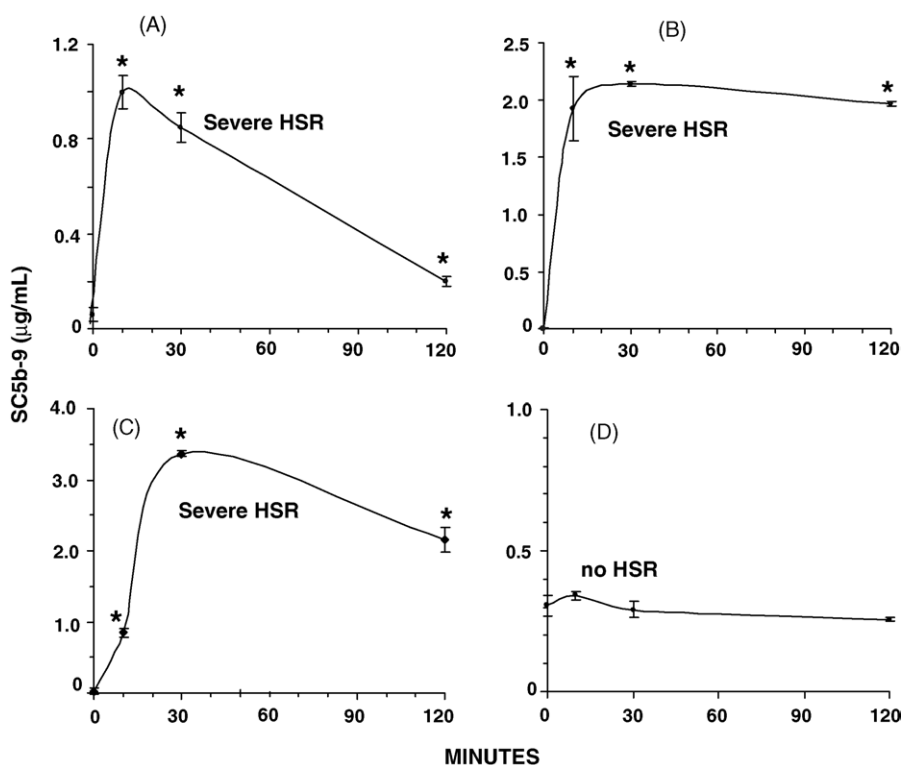 (A)
1.2
0.8
0.4
0
* * *
Severe HSR
0 30 60 90 120
(B)
2.5
2.0
1.5
1.0
0.5
0
* * *
Severe HSR
0 30 60 90 120
SC5b-9 (µg/mL)
(C)
4.0
3.0
2.0
1.0
0
* * *
Severe HSR
0 30 60 90 120
(D)
1.0
0.5
0
no HSR
0 30 60 90 120
MINUTES